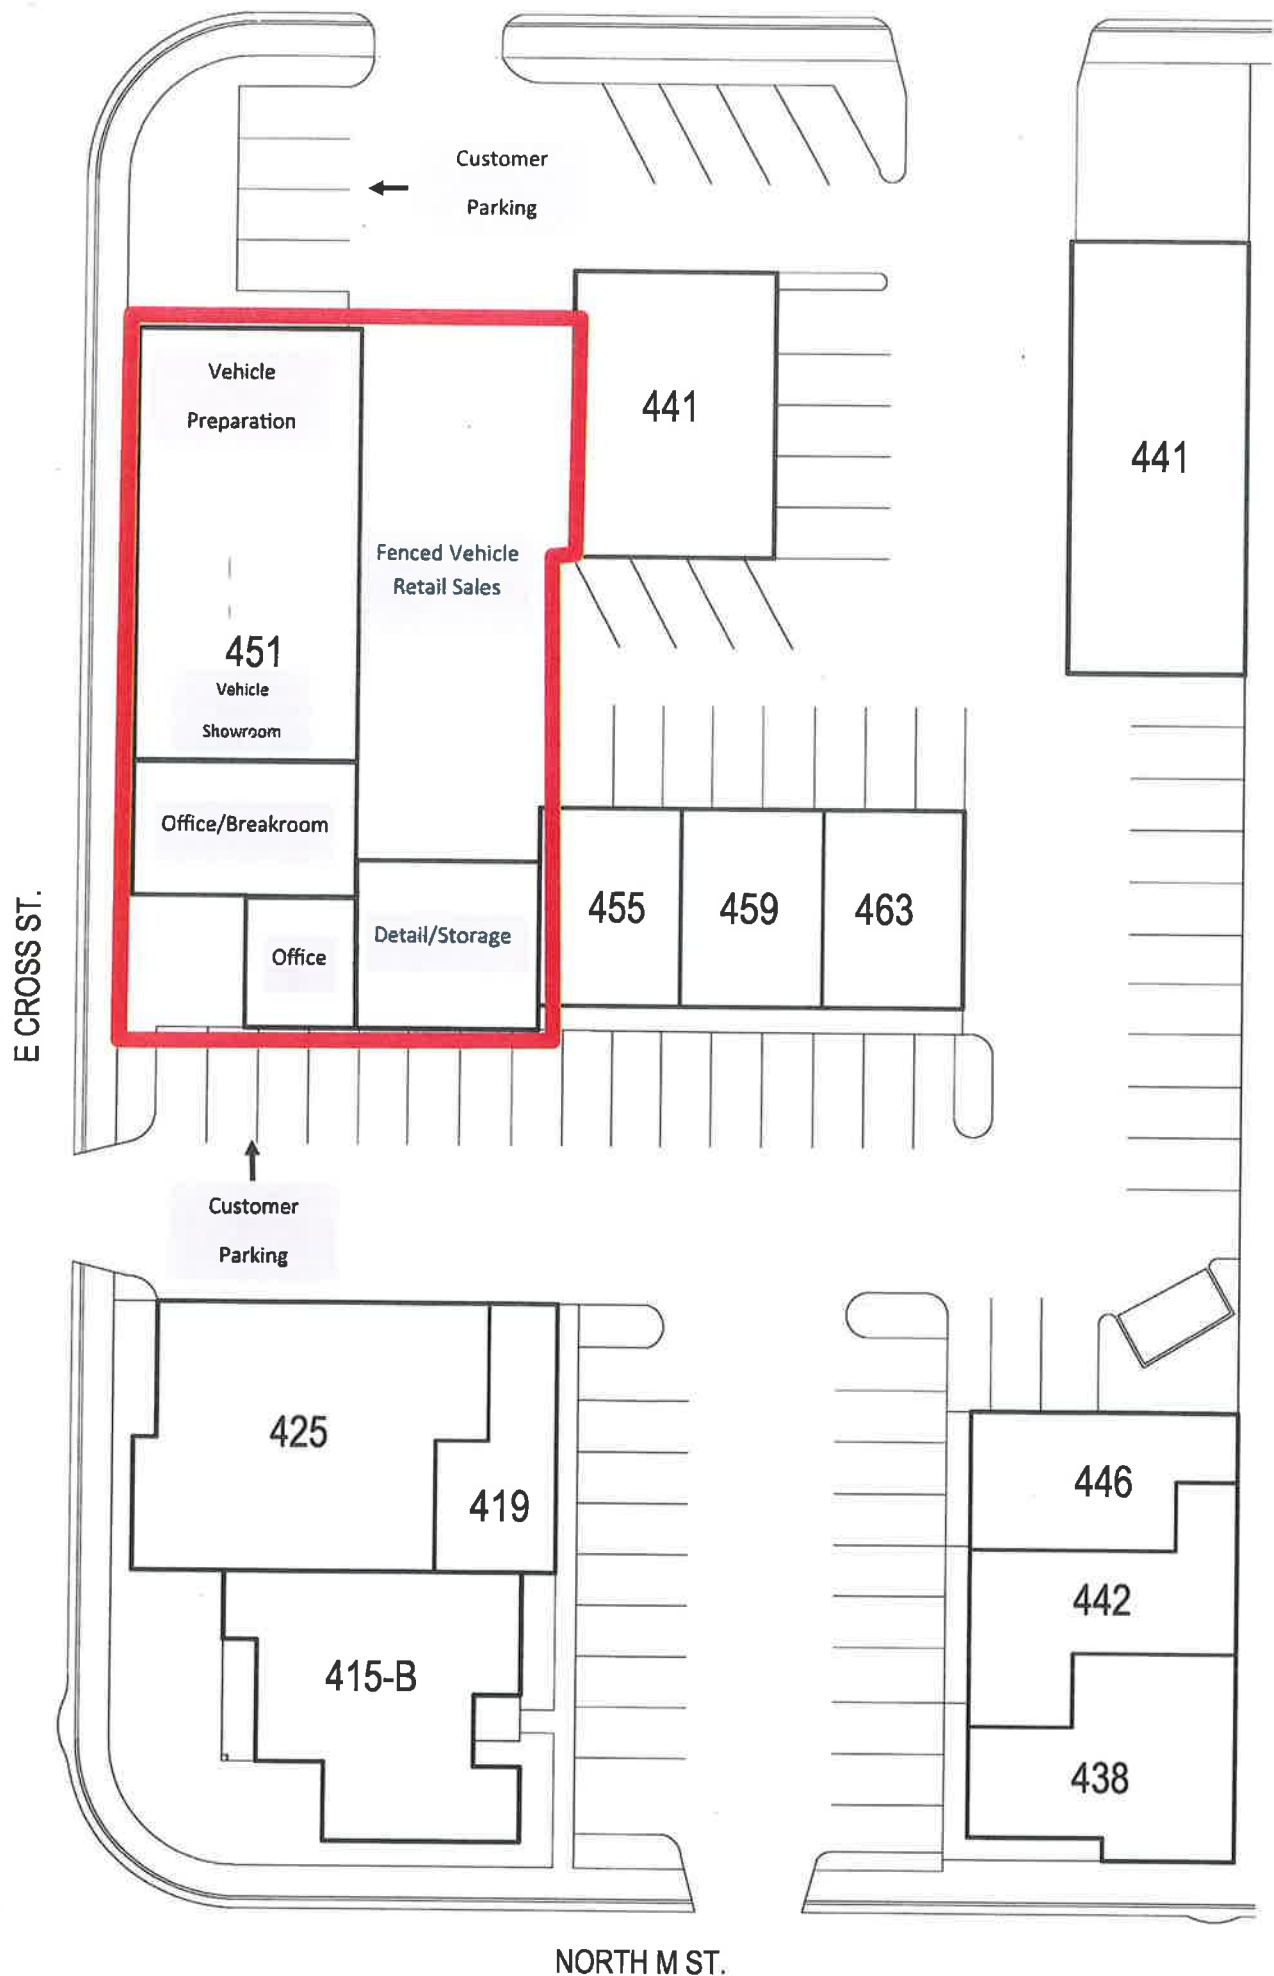 Customer
Parking
Vehicle
Preparation
441
441
Fenced Vehicle
Retail Sales
451
Vehicle
Showroom
Office/Breakroom
455
459
463
Detail/Storage
Office
E CROSS ST.
Customer
Parking
425
419
446
442
415-B
438
NORTH M ST.